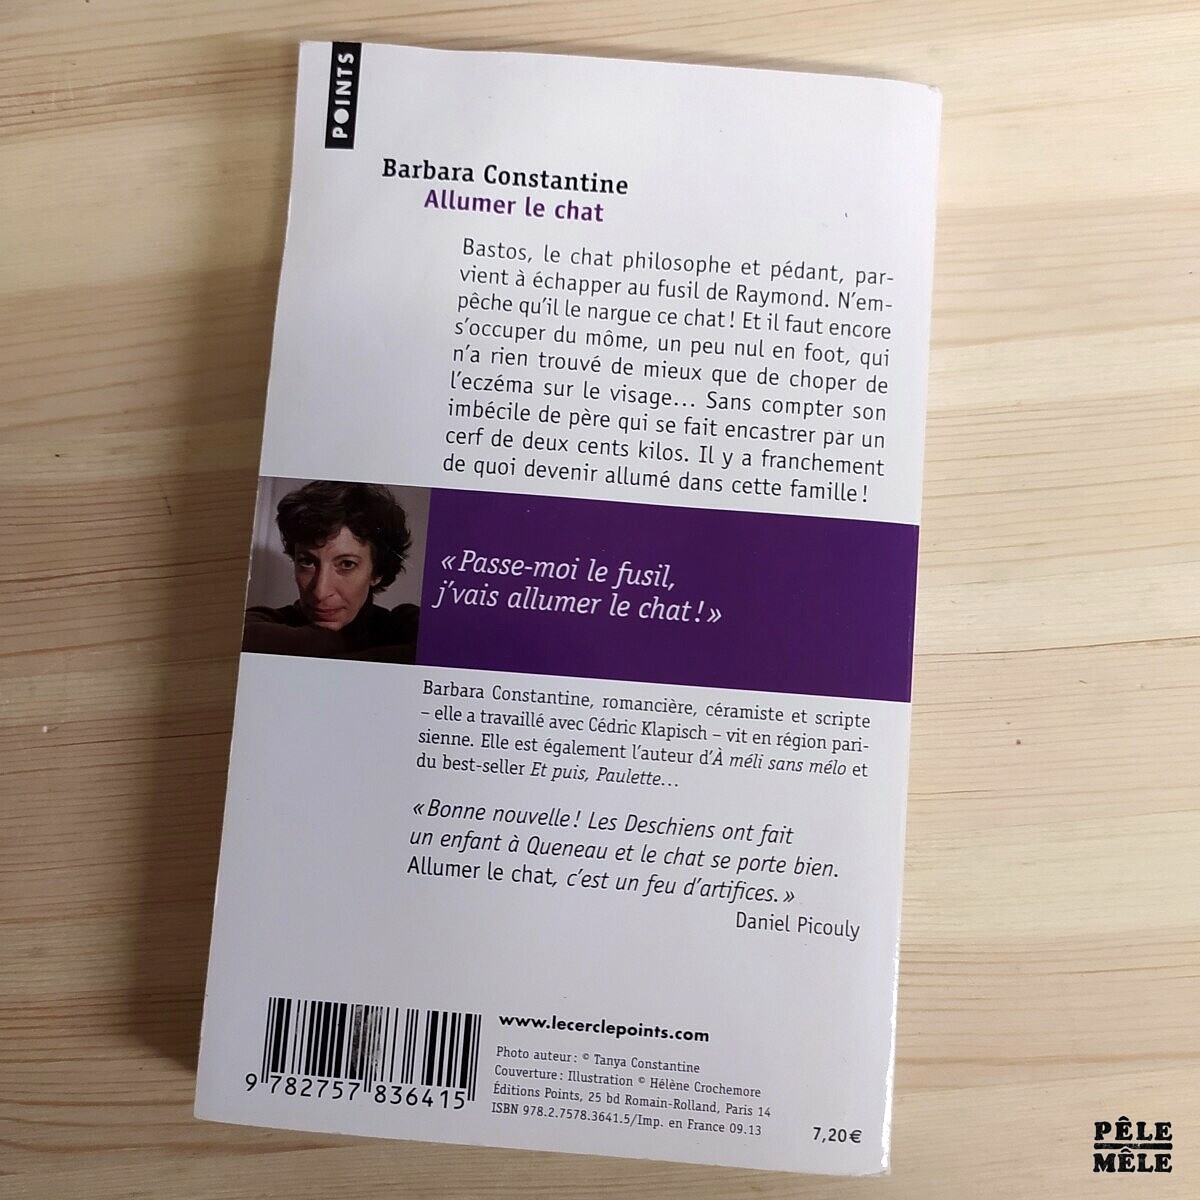 POINTS
Barbara Constantine
Allumer le chat
Bastos, le chat philosophe et pédant, par-
vient à échapper au fusil de Raymond. N'em-
pêche qu'il le nargue ce chat ! Et il faut encore
s'occuper du môme, un peu nul en foot, qui
n'a rien trouvé de mieux que de choper de
l'eczéma sur le visage… Sans compter son
imbécile de père qui se fait encastrer par un
cerf de deux cents kilos. Il y a franchement
de quoi devenir allumé dans cette famille !
« Passe-moi le fusil,
j'vais allumer le chat ! »
Barbara Constantine, romancière, céramiste et scripte
– elle a travaillé avec Cédric Klapisch – vit en région pari-
sienne. Elle est également l'auteur d'À méli sans mélo et
du best-seller Et puis, Paulette…
« Bonne nouvelle ! Les Deschiens ont fait
un enfant à Queneau et le chat se porte bien.
Allumer le chat, c'est un feu d'artifices. »
Daniel Picouly
www.lecerclepoints.com
Photo auteur : © Tanya Constantine
Couverture : Illustration © Hélène Crochemore
Éditions Points, 25 bd Romain-Rolland, Paris 14
ISBN 978.2.7578.3641.5/Imp. en France 09.13
9 782757 836415
7,20 €
PÊLE
MÊLE